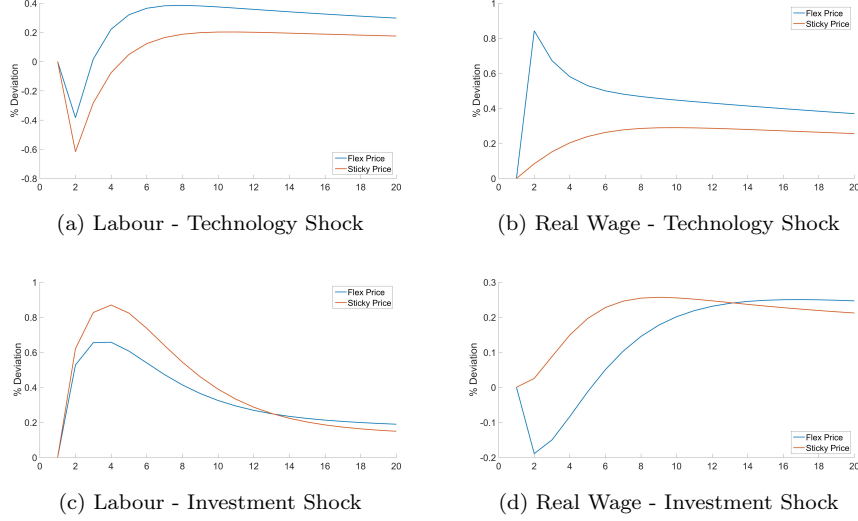 0.4
0.2
0
-0.2
-0.4
-0.6
-0.8
% Deviation
0 2 4 6 8 10 12 14 16 18 20
Flex Price
Sticky Price
(a) Labour - Technology Shock
1
0.8
0.6
0.4
0.2
0
% Deviation
0 2 4 6 8 10 12 14 16 18 20
Flex Price
Sticky Price
(b) Real Wage - Technology Shock
1
0.8
0.6
0.4
0.2
0
% Deviation
0 2 4 6 8 10 12 14 16 18 20
Flex Price
Sticky Price
(c) Labour - Investment Shock
0.3
0.2
0.1
0
-0.1
-0.2
% Deviation
0 2 4 6 8 10 12 14 16 18 20
Flex Price
Sticky Price
(d) Real Wage - Investment Shock